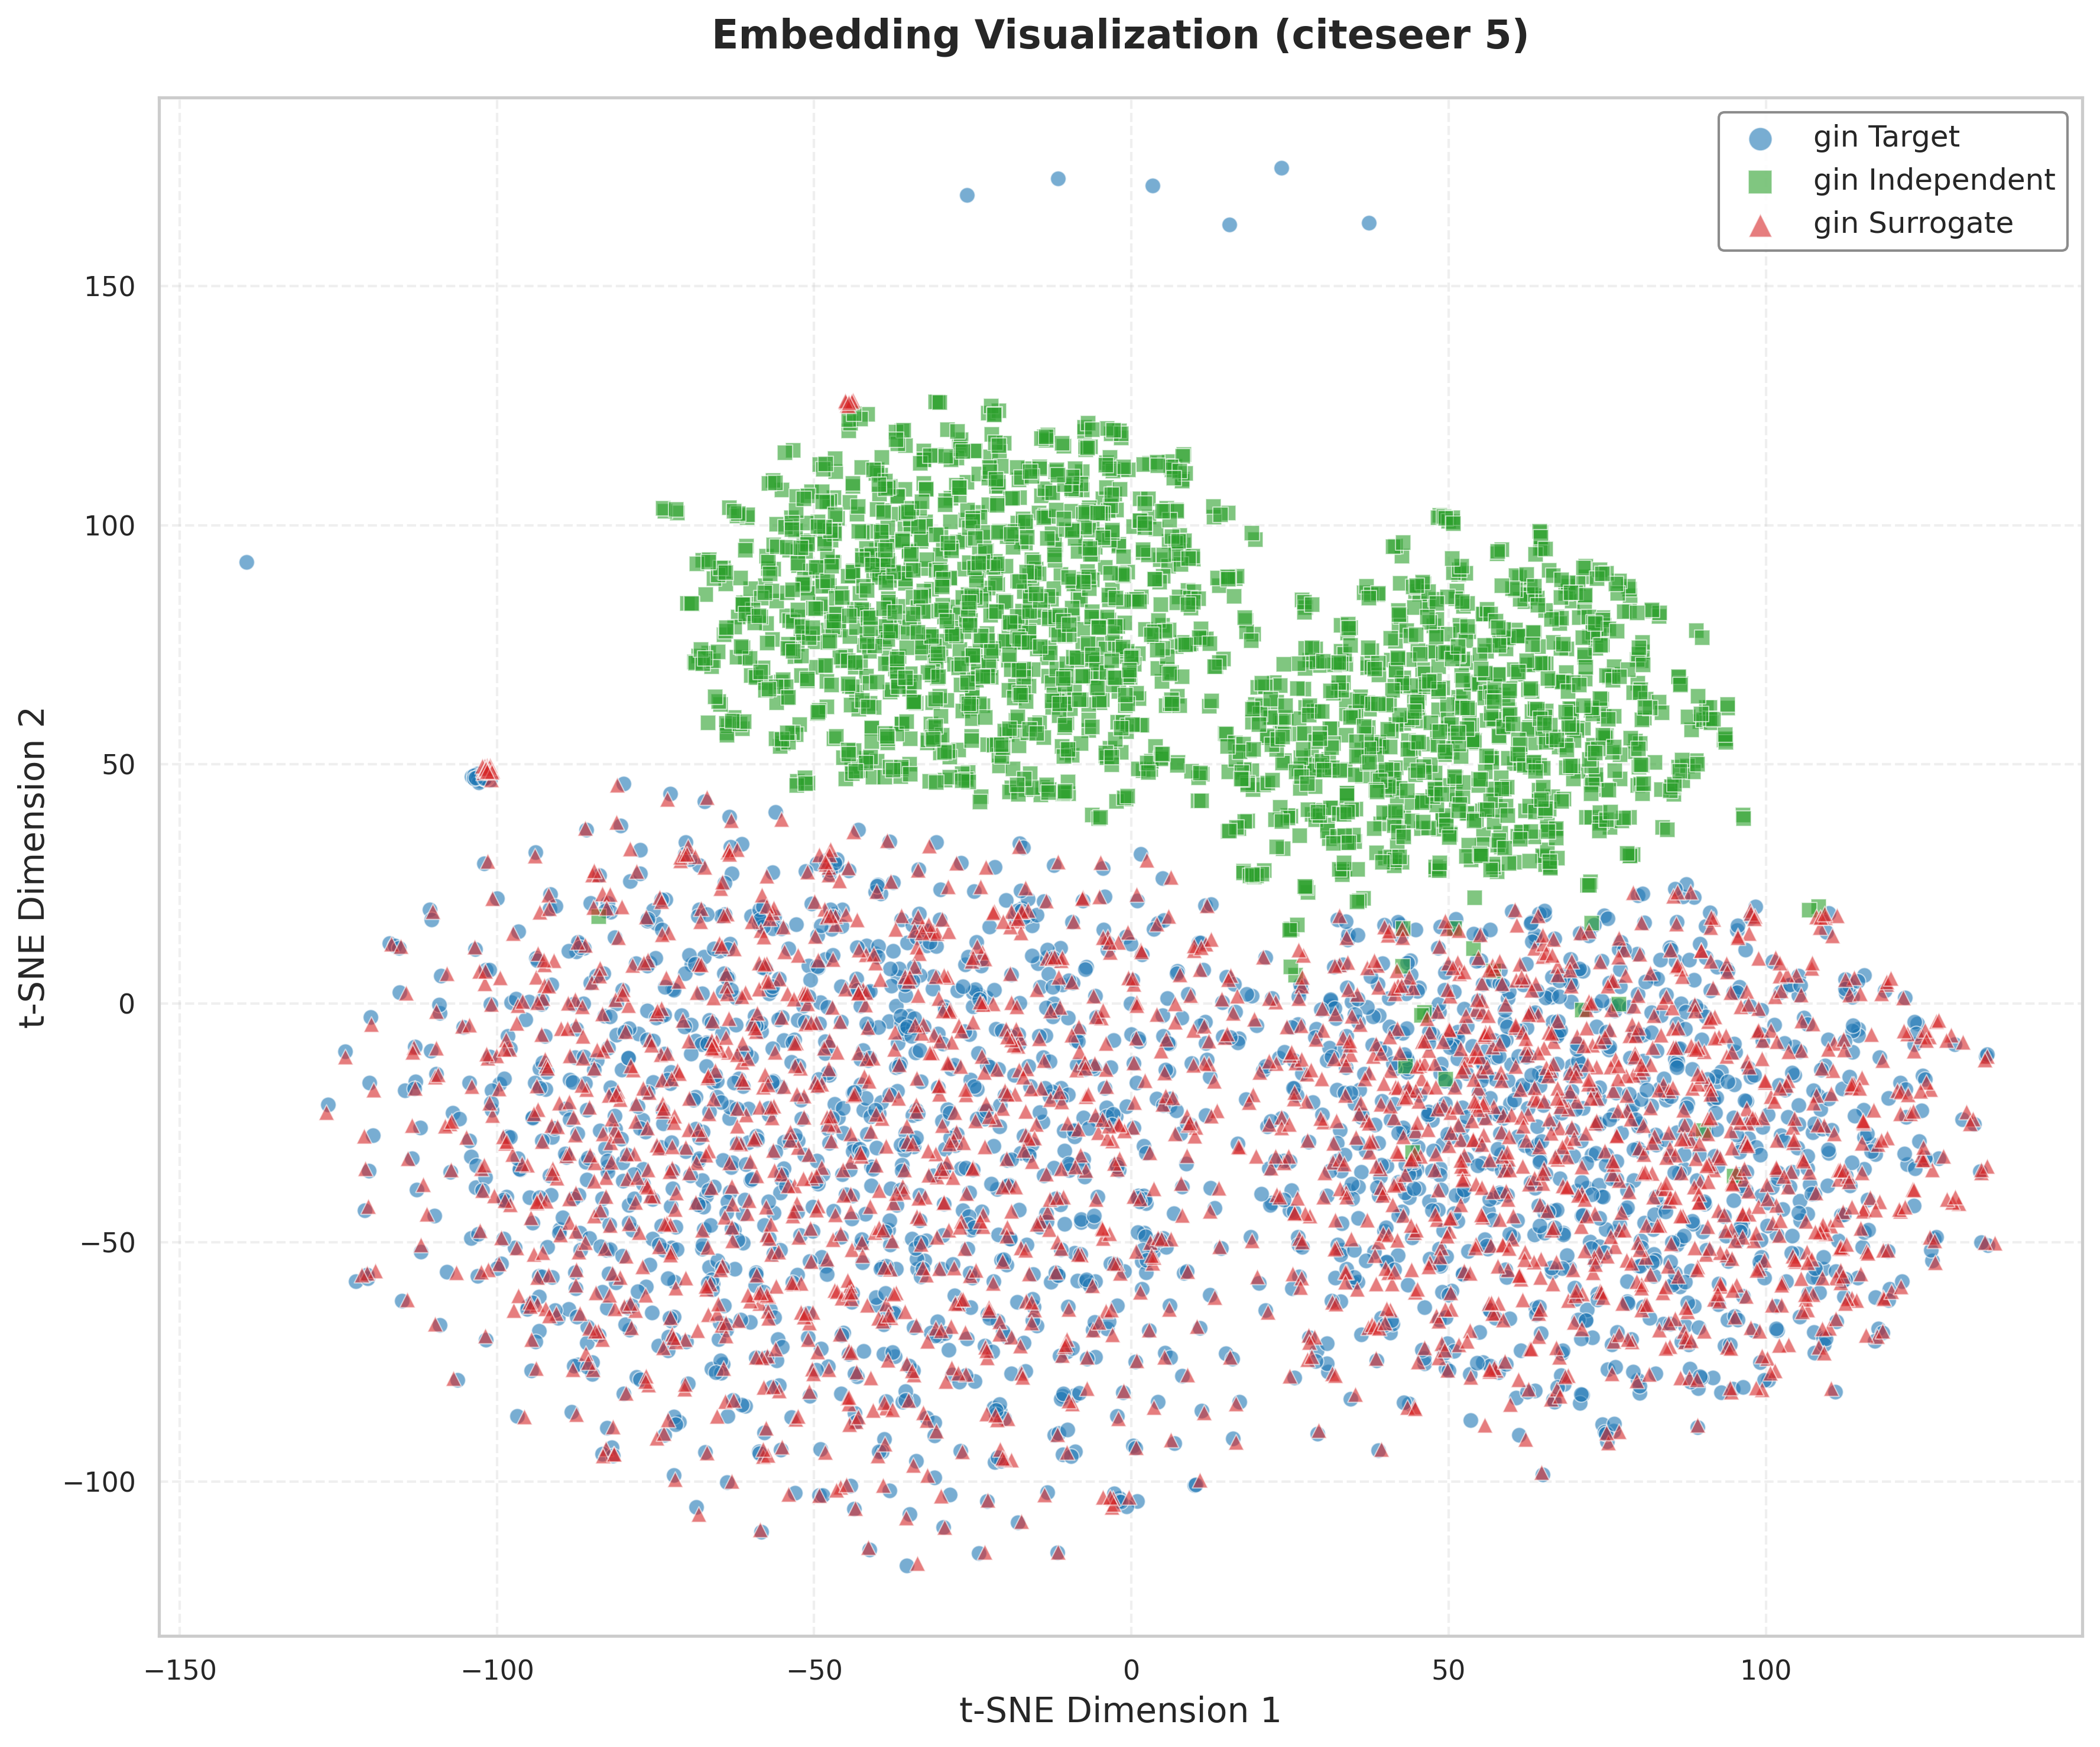 Embedding Visualization (citeseer 5)
gin Target
gin Independent
gin Surrogate
150
100
50
0
−50
−100
t-SNE Dimension 2
−150
−100
−50
0
50
100
t-SNE Dimension 1